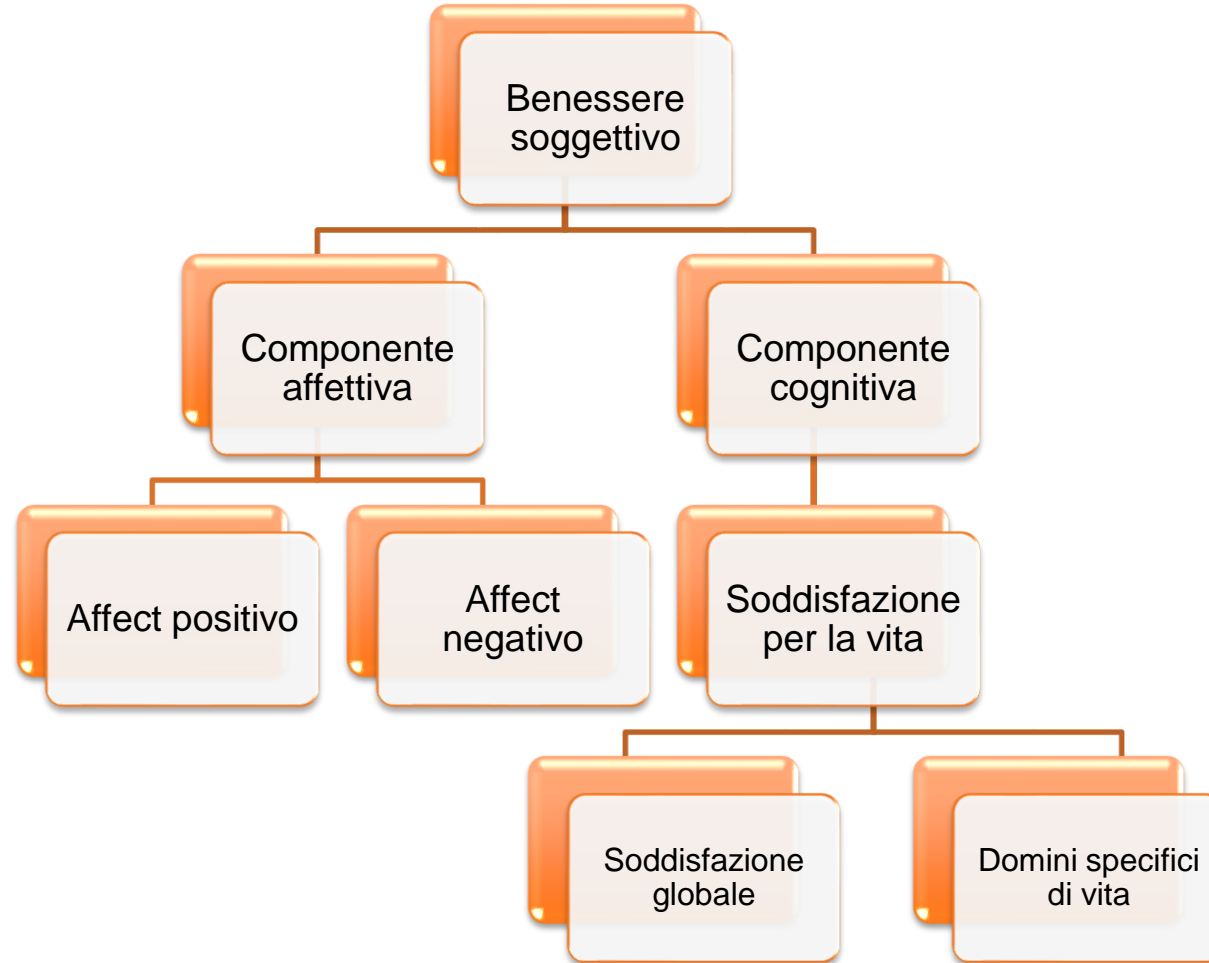 Benessere
soggettivo
Componente
affettiva
Componente
cognitiva
Affect positivo
Affect
negativo
Soddisfazione
per la vita
Soddisfazione
globale
Domini specifici
di vita